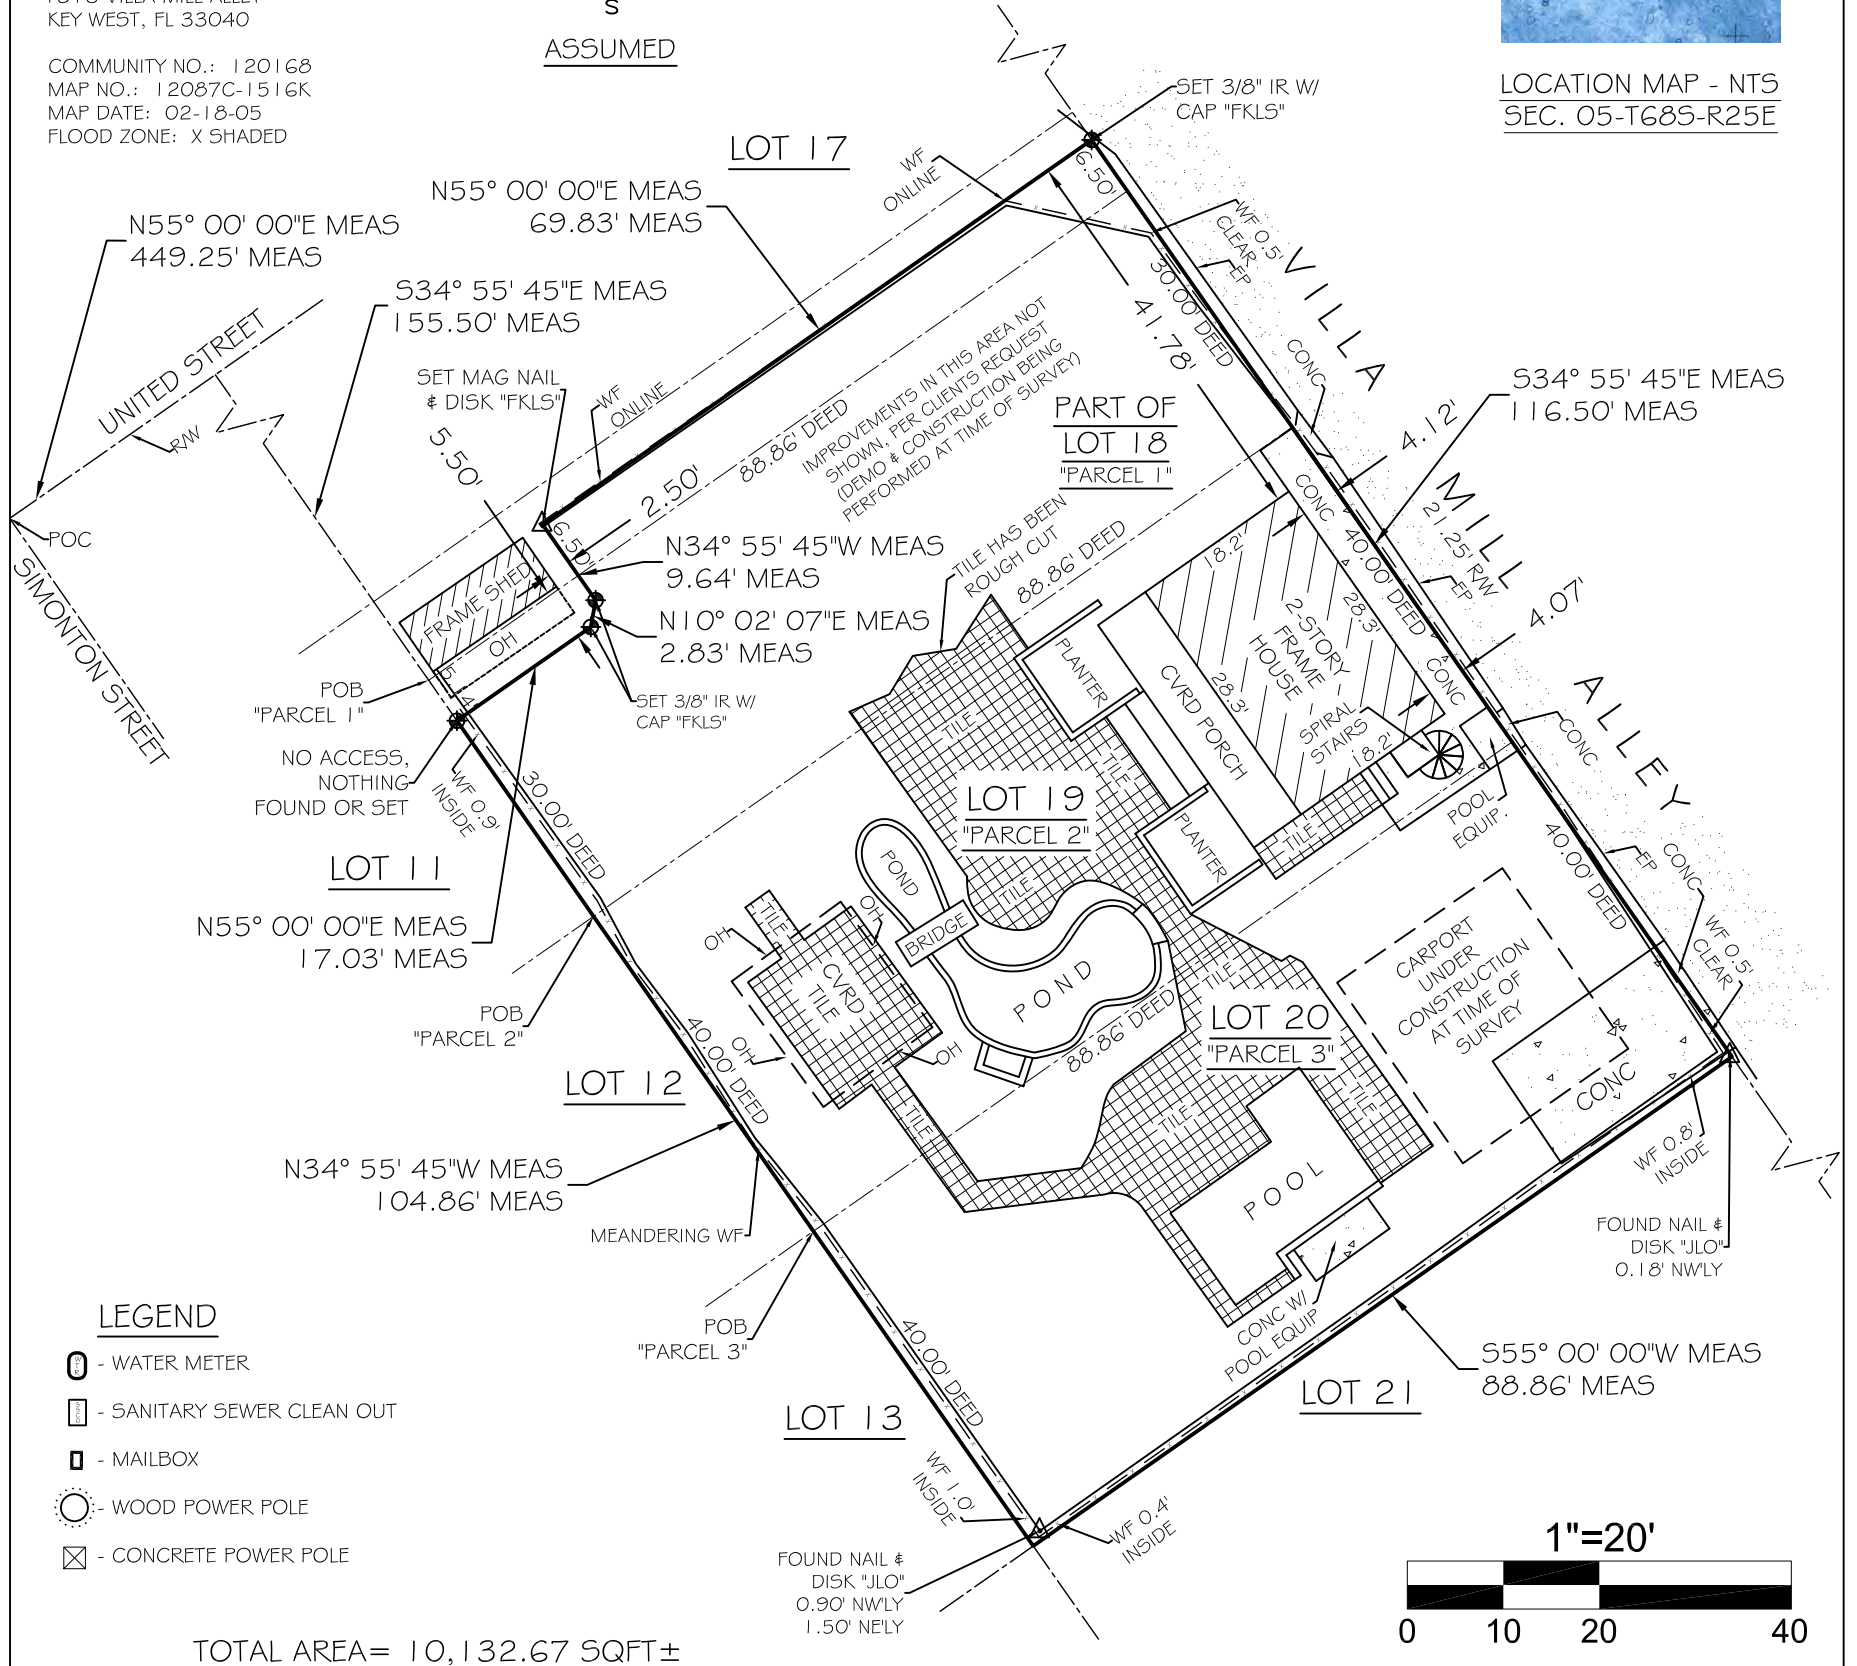 KEY WEST, FL 33040
COMMUNITY NO.: 120168
MAP NO.: 12087C-1516K
MAP DATE: 02-18-05
FLOOD ZONE: X SHADED
S
ASSUMED
LOCATION MAP - NTS
SEC. 05-T68S-R25E
SET 3/8" IR W/
CAP "FKLS"
LOT 17
WF
ONLINE
6.50'
N55° 00' 00"E MEAS
69.83' MEAS
N55° 00' 00"E MEAS
449.25' MEAS
S34° 55' 45"E MEAS
155.50' MEAS
WF 0.5'
CLEAR
EP
VILLA
MILL
ALLEY
30.00' DEED
41.78'
UNITED STREET
R/W
SET MAG NAIL
& DISK "FKLS"
WF
ONLINE
5.50'
2.50'
6.50'
88.86' DEED
IMPROVEMENTS IN THIS AREA NOT
SHOWN, PER CLIENTS REQUEST
(DEMO & CONSTRUCTION BEING
PERFORMED AT TIME OF SURVEY)
PART OF
LOT 18
"PARCEL 1"
CONC
S34° 55' 45"E MEAS
116.50' MEAS
4.12'
21.25' R/W
EP
4.07'
POC
SIMONTON STREET
FRAME SHED
OH
N34° 55' 45"W MEAS
9.64' MEAS
N10° 02' 07"E MEAS
2.83' MEAS
SET 3/8" IR W/
CAP "FKLS"
TILE HAS BEEN
ROUGH CUT
88.86' DEED
CONC
18.2'
40.00' DEED
28.3'
2-STORY
FRAME
HOUSE
28.3'
CONC
SPIRAL
STAIRS
18.2'
CVRD PORCH
PLANTER
TILE
TILE
POB
"PARCEL 1"
NO ACCESS,
NOTHING
FOUND OR SET
WF 0.9'
INSIDE
30.00' DEED
LOT 11
N55° 00' 00"E MEAS
17.03' MEAS
LOT 19
"PARCEL 2"
PLANTER
TILE
TILE
POOL
EQUIP.
CONC
EP
CONC
40.00' DEED
WF 0.5'
CLEAR
POND
BRIDGE
POND
TILE
OH
OH
CVRD
TILE
OH
OH
TILE
POB
"PARCEL 2"
40.00' DEED
LOT 12
88.86' DEED
TILE
LOT 20
"PARCEL 3"
TILE
TILE
CARPORT
UNDER
CONSTRUCTION
AT TIME OF
SURVEY
CONC
N34° 55' 45"W MEAS
104.86' MEAS
MEANDERING WF
POOL
WF 0.8'
INSIDE
FOUND NAIL &
DISK "JLO"
0.18' NW'LY
POB
"PARCEL 3"
CONC W/
POOL EQUIP
40.00' DEED
S55° 00' 00"W MEAS
88.86' MEAS
LOT 21
LOT 13
WF 1.0'
INSIDE
WF 0.4'
INSIDE
FOUND NAIL &
DISK "JLO"
0.90' NW'LY
1.50' NE'LY
LEGEND
- WATER METER
- SANITARY SEWER CLEAN OUT
- MAILBOX
- WOOD POWER POLE
- CONCRETE POWER POLE
1"=20'
0 10 20 40
TOTAL AREA= 10,132.67 SQFT±